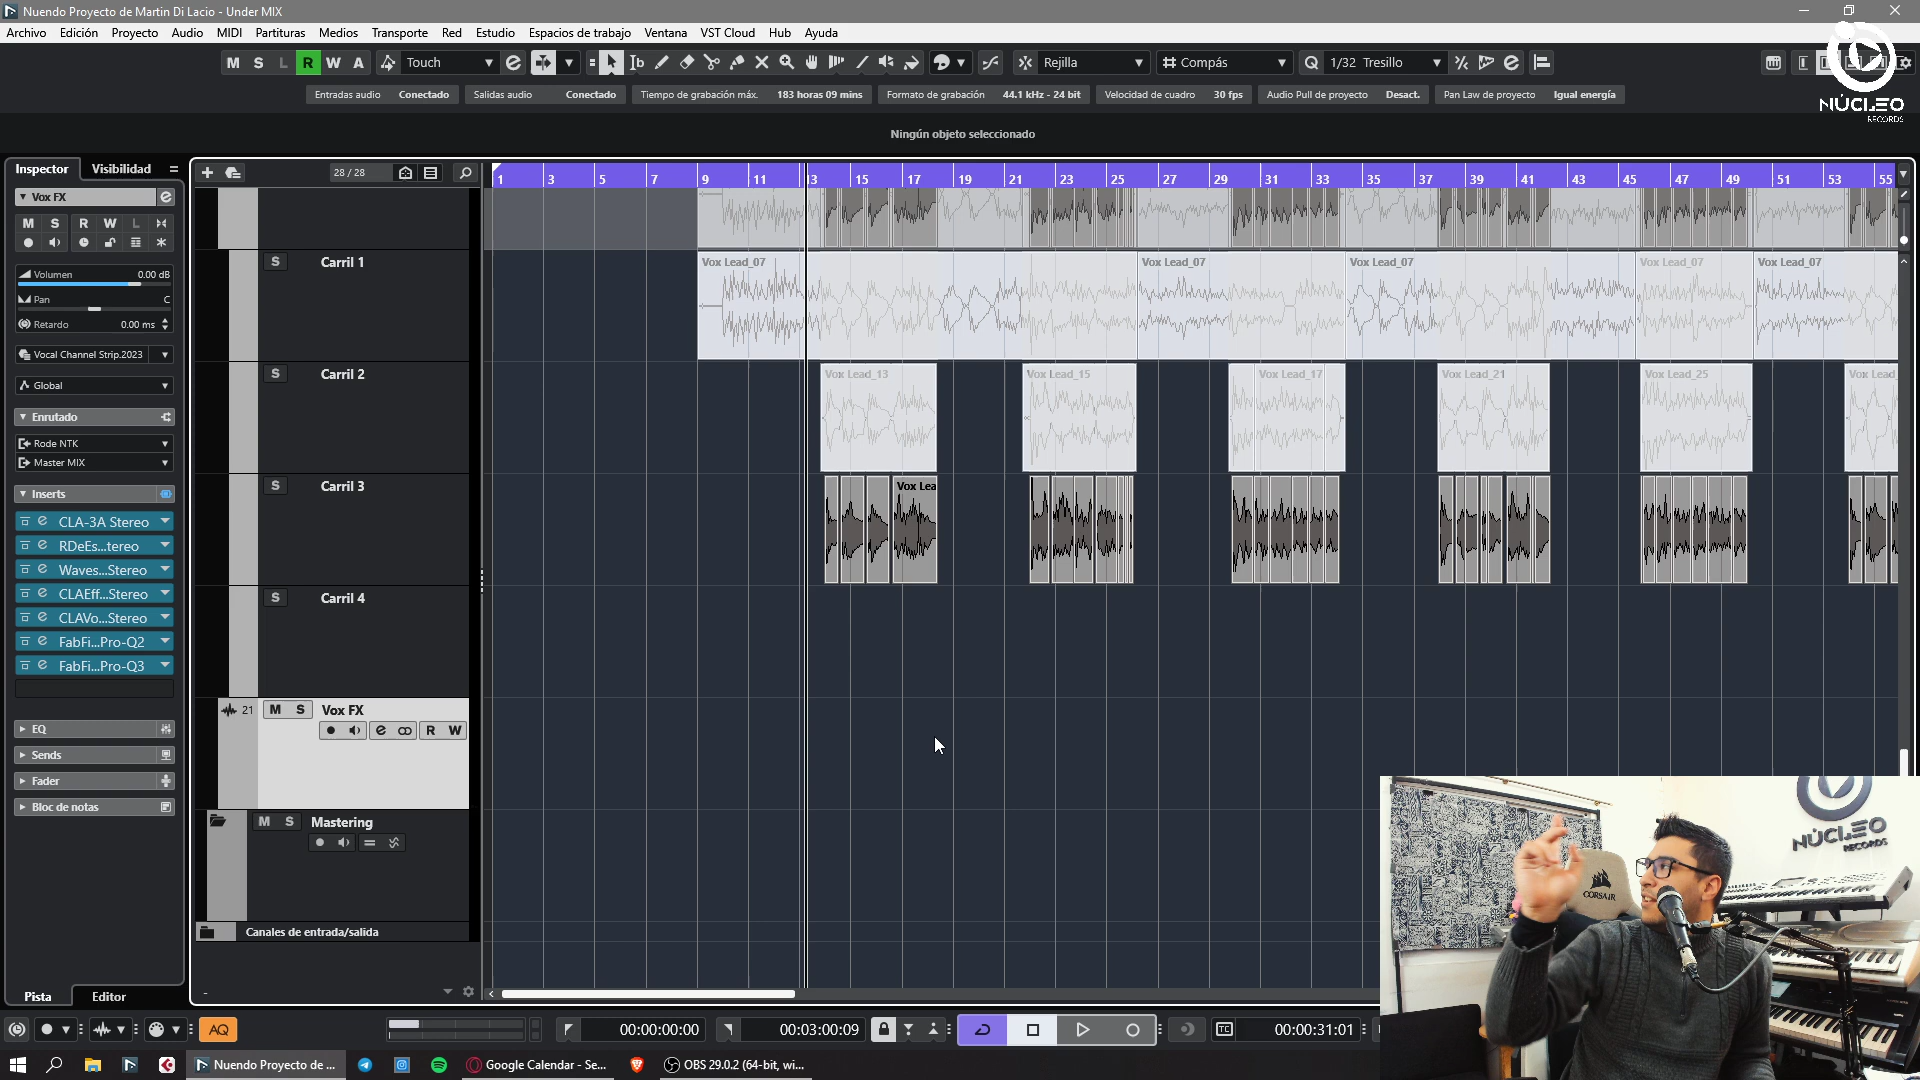 Nuendo Proyecto de Martin Di Lacio - Under MIX
Archivo Edición Proyecto Audio MIDI Partituras Medios Transporte Red Estudio Espacios de trabajo Ventana VST Cloud Hub Ayuda
M S L R W A Touch Rejilla Compás Q 1/32 Tresillo
NÚCLEO
RECORDS
Entradas audio Conectado Salidas audio Conectado Tiempo de grabación máx. 183 horas 09 mins Formato de grabación 44.1 kHz - 24 bit Velocidad de cuadro 30 fps Audio Pull de proyecto Desact. Pan Law de proyecto Igual energía
Ningún objeto seleccionado
Inspector Visibilidad
28 / 28
1 3 5 7 9 11 13 15 17 19 21 23 25 27 29 31 33 35 37 39 41 43 45 47 49 51 53 55
Vox FX
M S R W L
Volumen 0.00 dB
Pan C
Retardo 0.00 ms
Vocal Channel Strip.2023
Global
Enrutado
Rode NTK
Master MIX
Inserts
CLA-3A Stereo
RDeEs...tereo
Waves...Stereo
CLAEff...Stereo
CLAVo...Stereo
FabFi...Pro-Q2
FabFi...Pro-Q3
EQ
Sends
Fader
Bloc de notas
Pista Editor
S Carril 1
Vox Lead_07 Vox Lead_07 Vox Lead_07 Vox Lead_07 Vox Lead_07
S Carril 2
Vox Lead_13 Vox Lead_15 Vox Lead_17 Vox Lead_21 Vox Lead_25 Vox Lead
S Carril 3
Vox Lea
S Carril 4
21 M S Vox FX
R W
M S Mastering
Canales de entrada/salida
NÚCLEO
RECORDS
CORSAIR
AQ 00:00:00:00 00:03:00:09 TC 00:00:31:01
Nuendo Proyecto de ... Google Calendar - Se... OBS 29.0.2 (64-bit, wi...